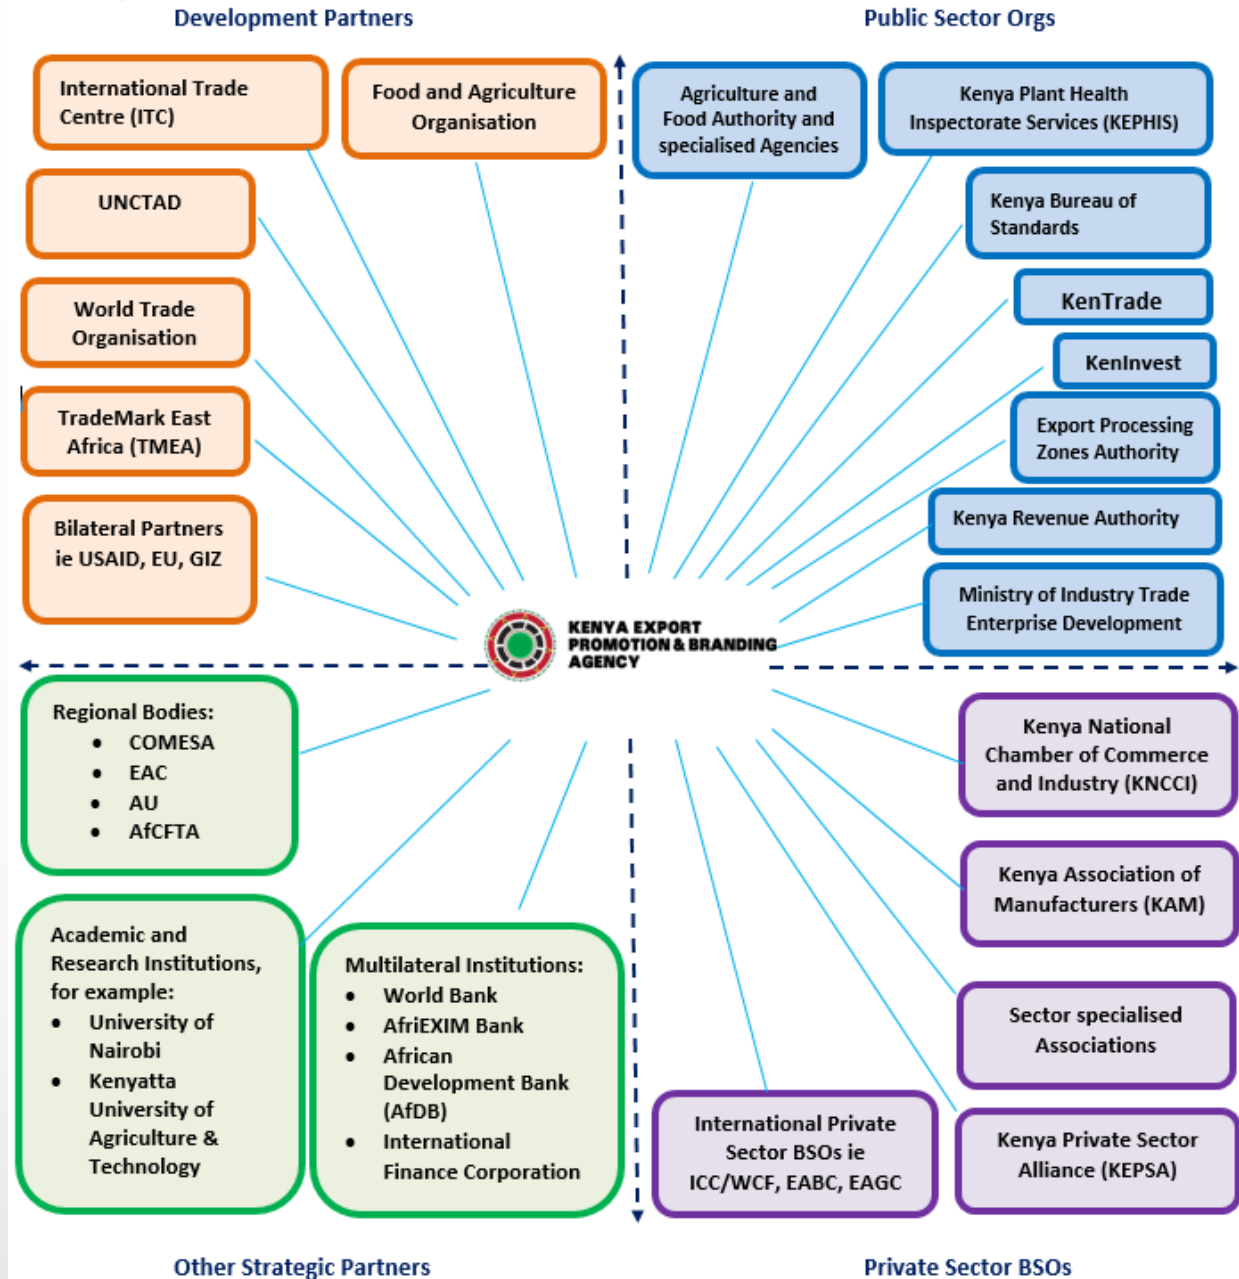 Development Partners
Public Sector Orgs
International Trade
Centre (ITC)
Food and Agriculture
Organisation
UNCTAD
World Trade
Organisation
TradeMark East
Africa (TMEA)
Bilateral Partners
ie USAID, EU, GIZ
Agriculture and
Food Authority and
specialised Agencies
Kenya Plant Health
Inspectorate Services (KEPHIS)
Kenya Bureau of
Standards
KenTrade
KenInvest
Export Processing
Zones Authority
Kenya Revenue Authority
Ministry of Industry Trade
Enterprise Development
KENYA EXPORT
PROMOTION & BRANDING
AGENCY
Regional Bodies:
• COMESA
• EAC
• AU
• AfCFTA
Academic and
Research Institutions,
for example:
• University of
Nairobi
• Kenyatta
University of
Agriculture &
Technology
Multilateral Institutions:
• World Bank
• AfriEXIM Bank
• African
Development Bank
(AfDB)
• International
Finance Corporation
Kenya National
Chamber of Commerce
and Industry (KNCCI)
Kenya Association of
Manufacturers (KAM)
Sector specialised
Associations
Kenya Private Sector
Alliance (KEPSA)
International Private
Sector BSOs ie
ICC/WCF, EABC, EAGC
Other Strategic Partners
Private Sector BSOs